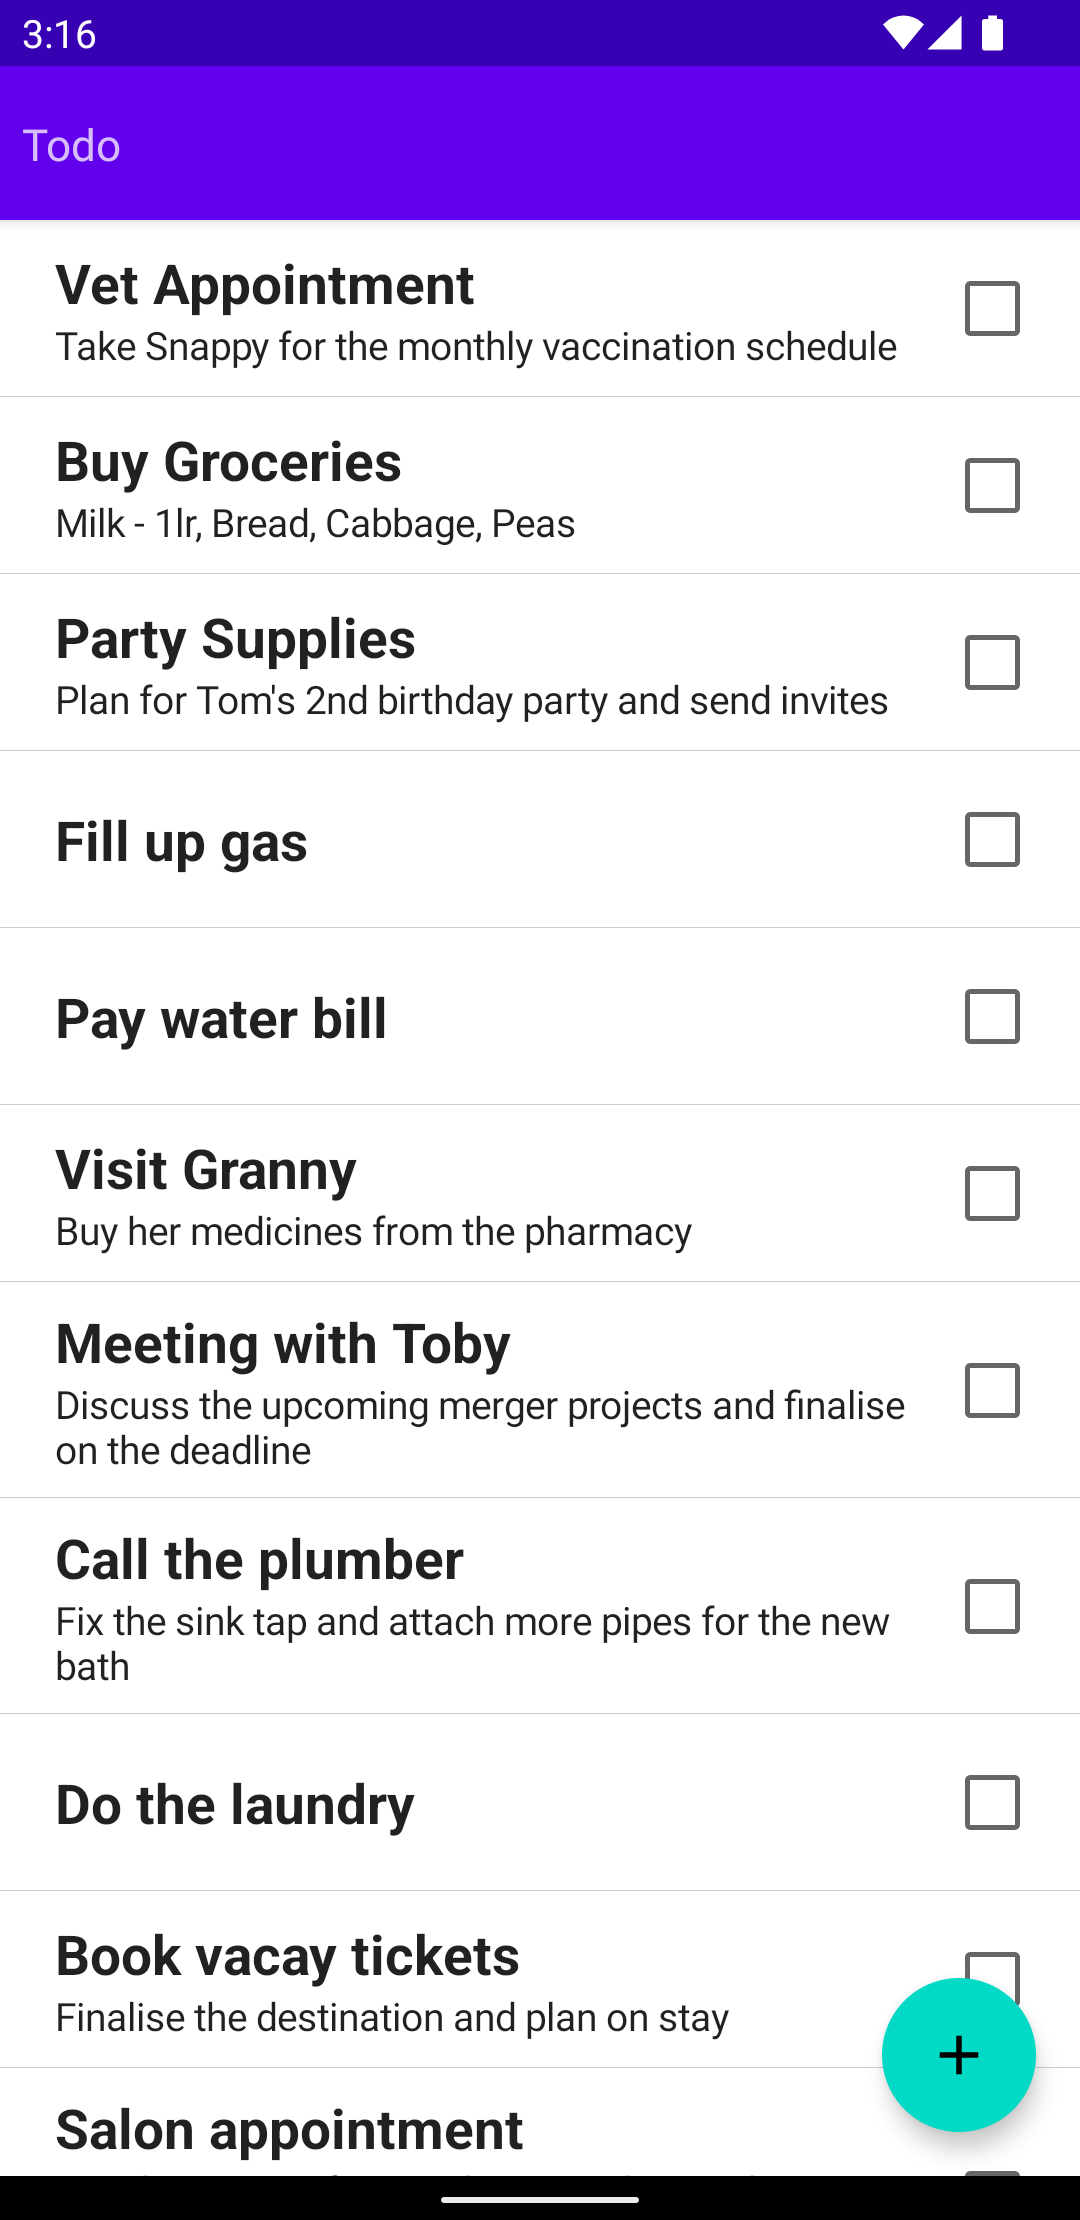 3:16
Todo
Vet Appointment
Take Snappy for the monthly vaccination schedule
Buy Groceries
Milk - 1lr, Bread, Cabbage, Peas
Party Supplies
Plan for Tom's 2nd birthday party and send invites
Fill up gas
Pay water bill
Visit Granny
Buy her medicines from the pharmacy
Meeting with Toby
Discuss the upcoming merger projects and finalise
on the deadline
Call the plumber
Fix the sink tap and attach more pipes for the new
bath
Do the laundry
Book vacay tickets
Finalise the destination and plan on stay
Salon appointment